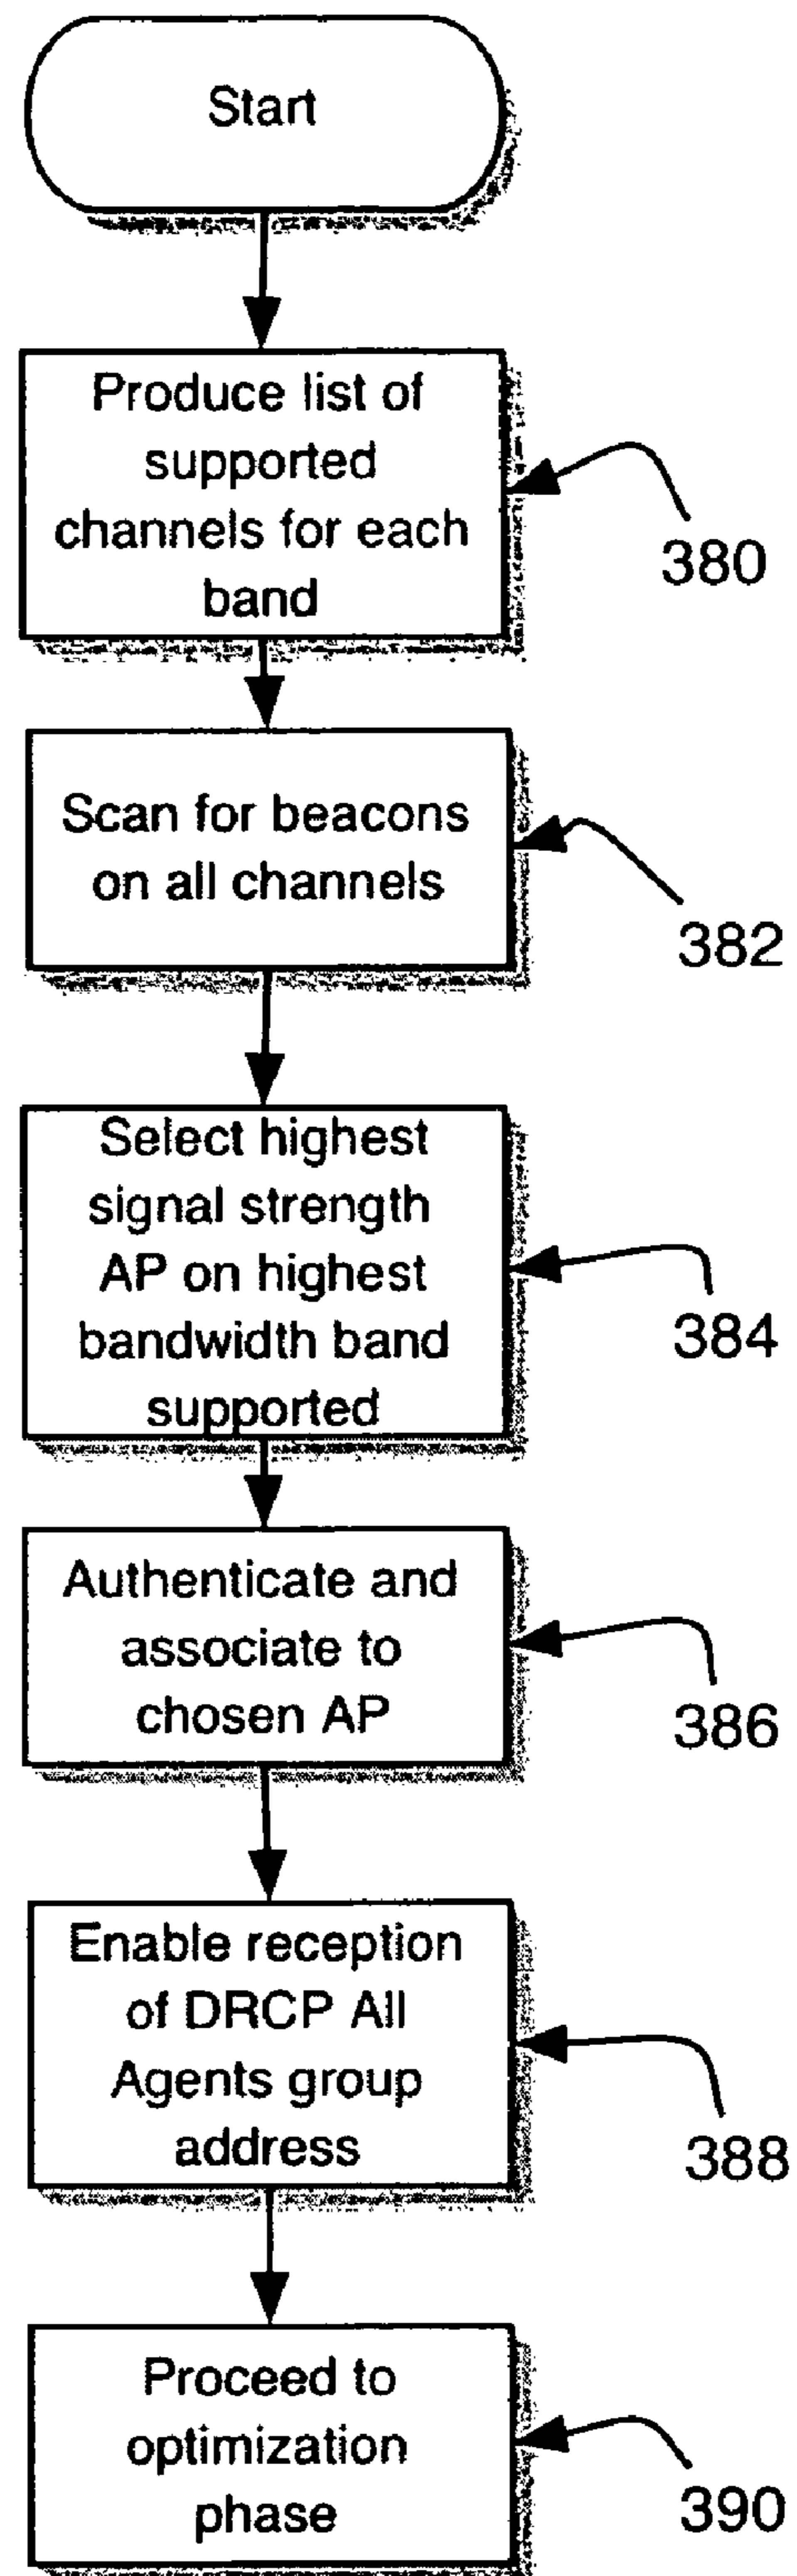 Start
Produce list of
supported
channels for each
band
380
Scan for beacons
on all channels
382
Select highest
signal strength
AP on highest
bandwidth band
supported
384
Authenticate and
associate to
chosen AP
386
Enable reception
of DRCP All
Agents group
address
388
Proceed to
optimization
phase
390